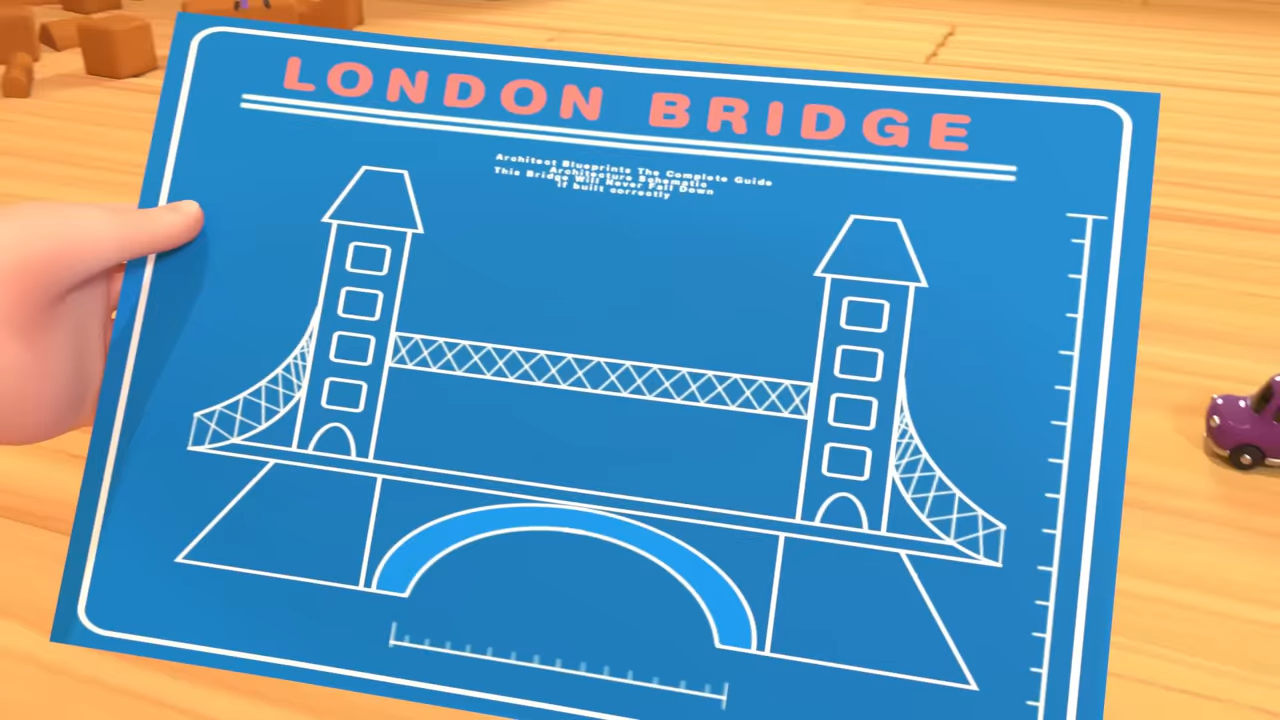 LONDON BRIDGE
Architect Blueprints The Complete Guide
Architecture Schematic
This Bridge Will Never Fall Down
If built correctly